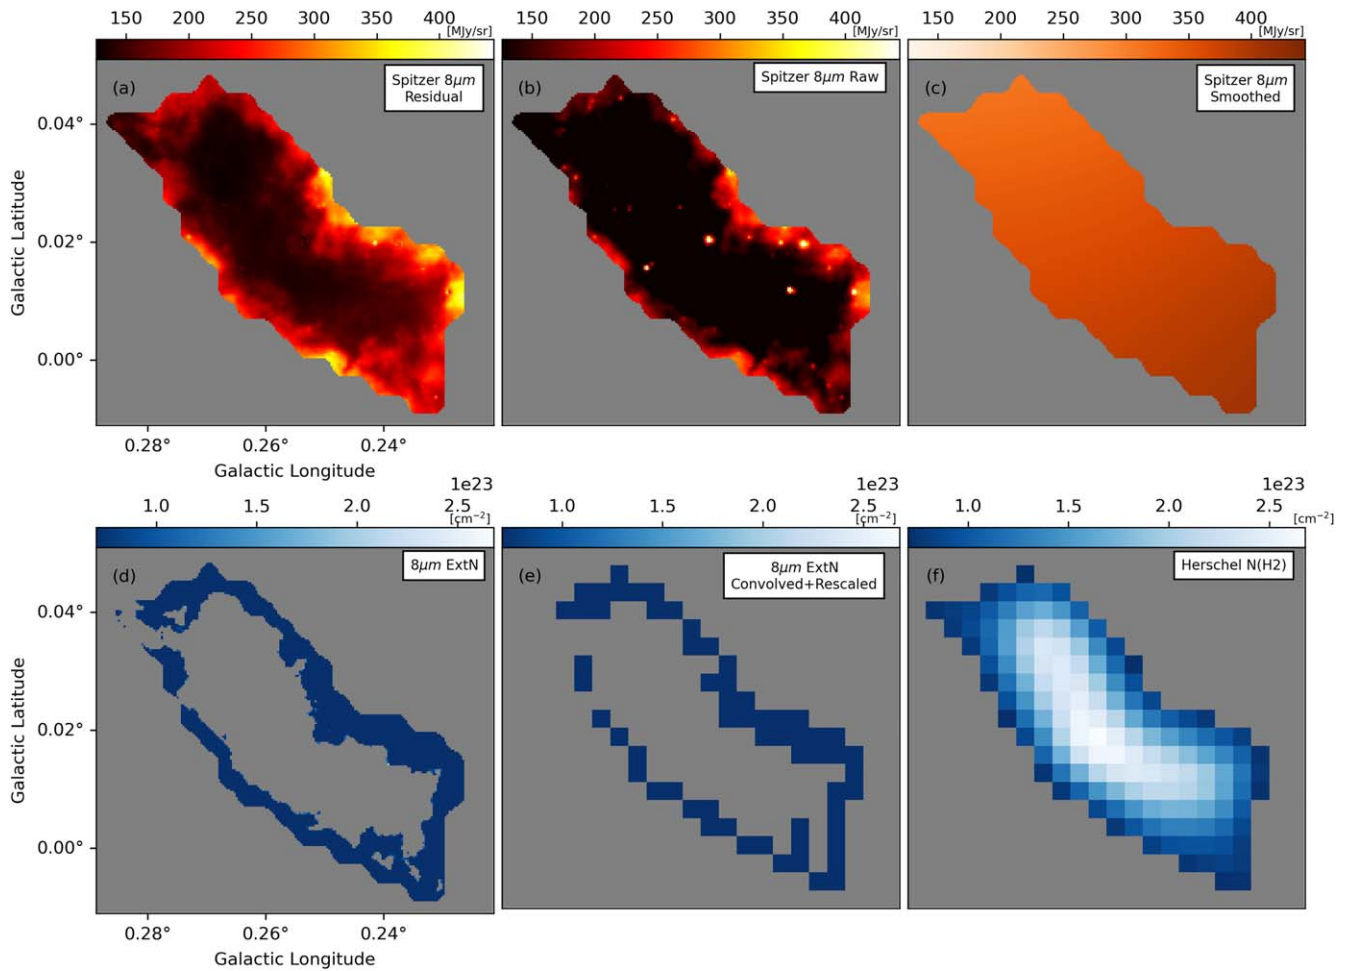 150 200 250 300 350 400
[MJy/sr]
150 200 250 300 350 400
[MJy/sr]
150 200 250 300 350 400
[MJy/sr]
(a)
Spitzer 8μm
Residual
(b)
Spitzer 8μm Raw
(c)
Spitzer 8μm
Smoothed
0.04°
0.02°
0.00°
Galactic Latitude
0.28° 0.26° 0.24°
Galactic Longitude
1e23
1.0 1.5 2.0 2.5
[cm⁻²]
1e23
1.0 1.5 2.0 2.5
[cm⁻²]
1e23
1.0 1.5 2.0 2.5
[cm⁻²]
(d)
8μm ExtN
(e)
8μm ExtN
Convolved+Rescaled
(f)
Herschel N(H2)
0.04°
0.02°
0.00°
Galactic Latitude
0.28° 0.26° 0.24°
Galactic Longitude